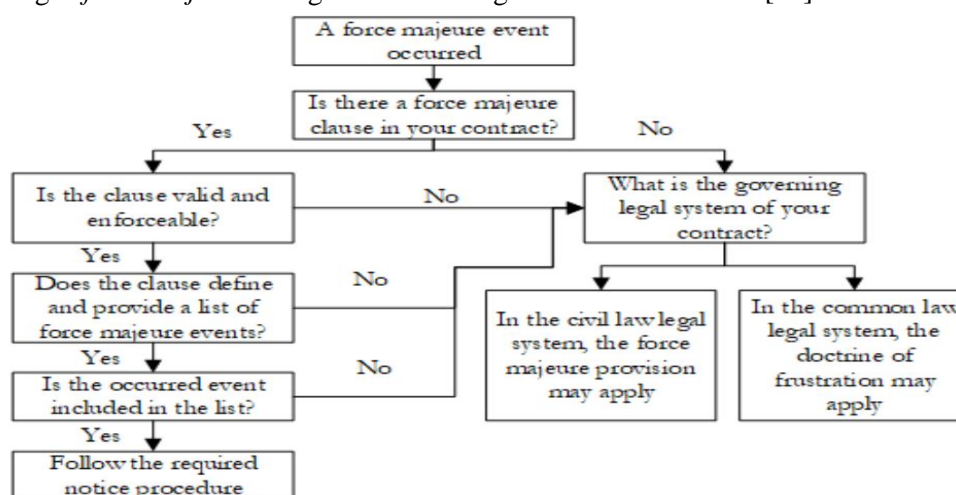 A force majeure event
occurred
Is there a force majeure
clause in your contract?
Yes
No
Is the clause valid and
enforceable?
No
What is the governing
legal system of your
contract?
Yes
Does the clause define
and provide a list of
force majeure events?
No
In the civil law legal
system, the force
majeure provision
may apply
In the common law
legal system, the
doctrine of
frustration may
apply
Yes
Is the occurred event
included in the list?
No
Yes
Follow the required
notice procedure